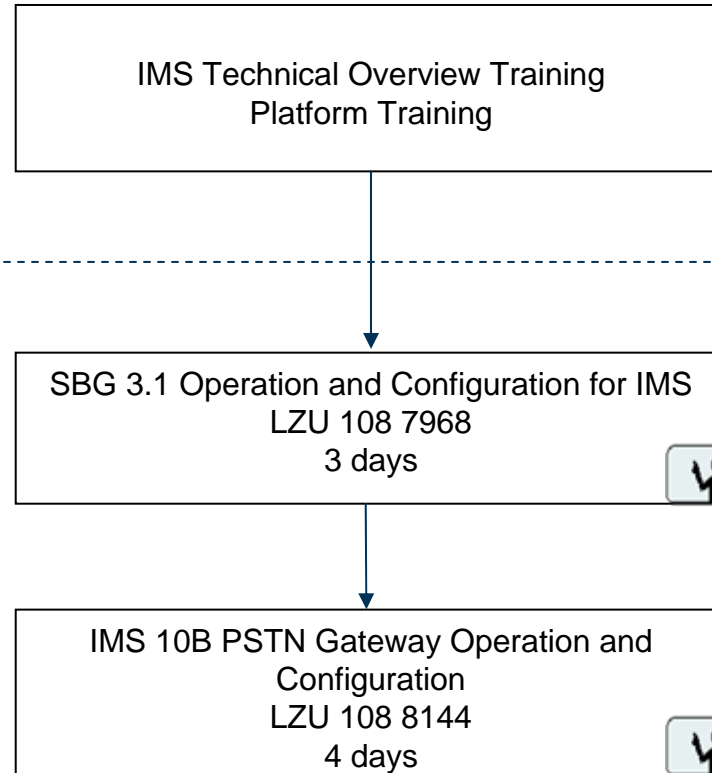 IMS Technical Overview Training
Platform Training
SBG 3.1 Operation and Configuration for IMS
LZU 108 7968
3 days
IMS 10B PSTN Gateway Operation and
Configuration
LZU 108 8144
4 days